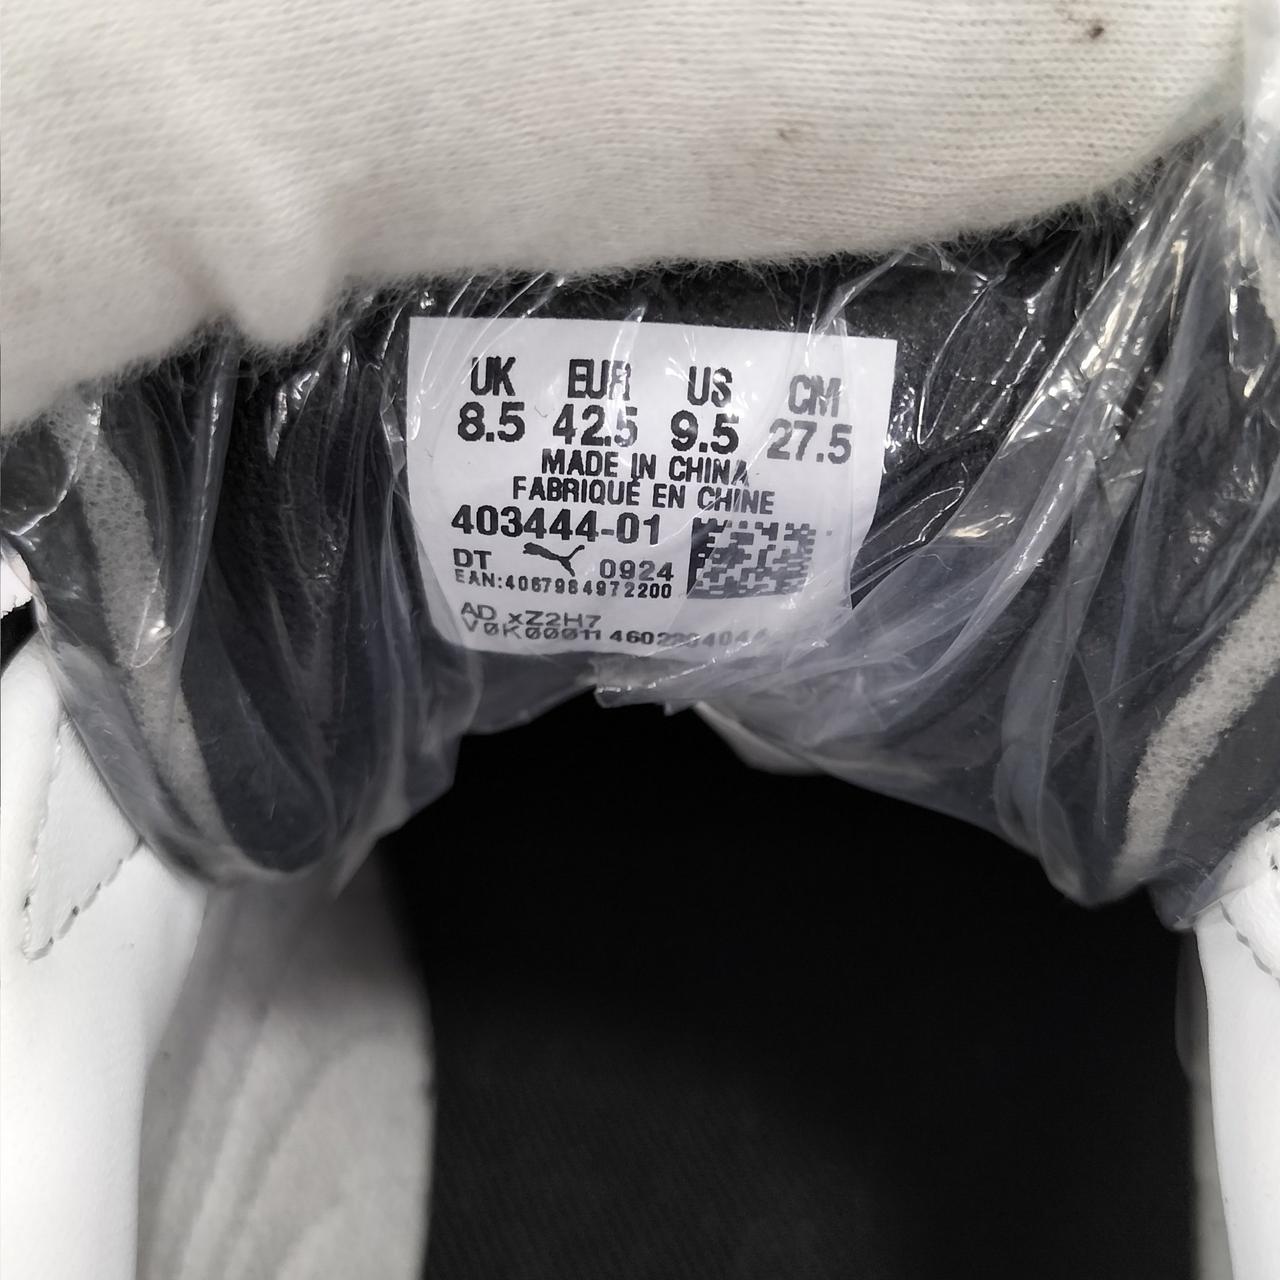 UK EUR US CM
8.5 42.5 9.5 27.5
MADE IN CHINA
FABRIQUÉ EN CHINE
403444-01
DT 0924
EAN:4067984972200
AD xZ2H7